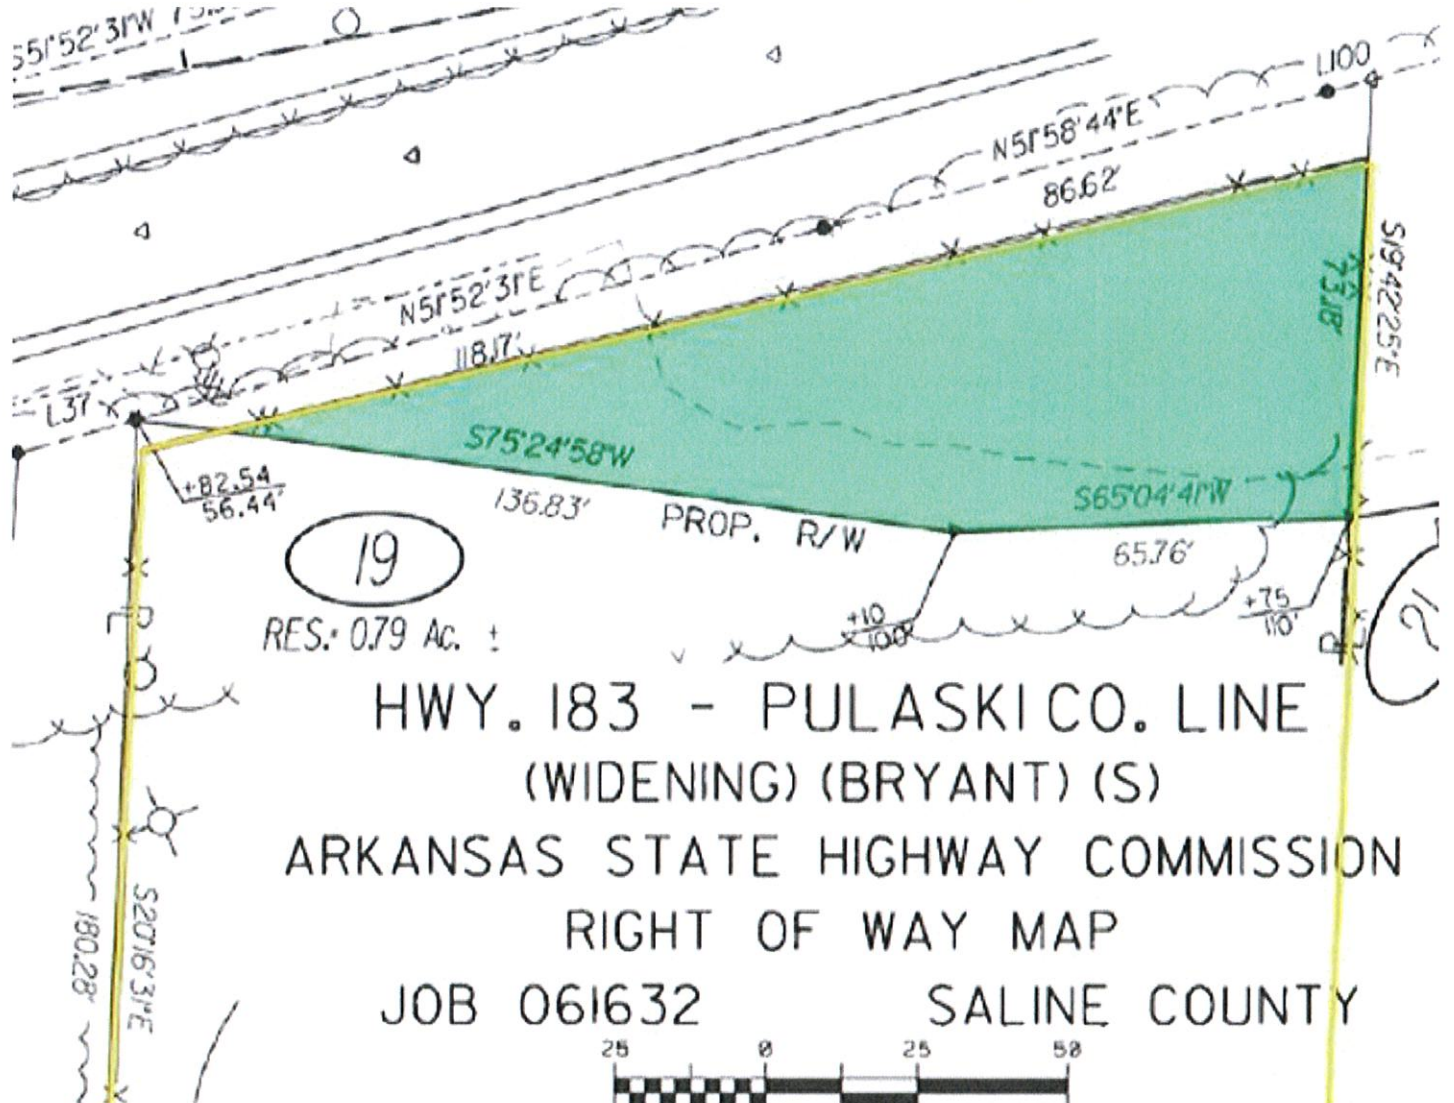 S51°52'31"W
L100
N51°58'44"E
86.62'
N51°52'31"E
118.17'
S19°42'25"E
73.18'
L37
S75°24'58"W
136.83'
+82.54
56.44'
S65°04'41"W
65.76'
PROP. R/W
19
RES.= 0.79 AC. ±
+10
100'
+75
110'
21
HWY. 183 - PULASKI CO. LINE
(WIDENING) (BRYANT) (S)
ARKANSAS STATE HIGHWAY COMMISSION
RIGHT OF WAY MAP
JOB 061632 SALINE COUNTY
S20°16'31"E
180.28'
25 0 25 50